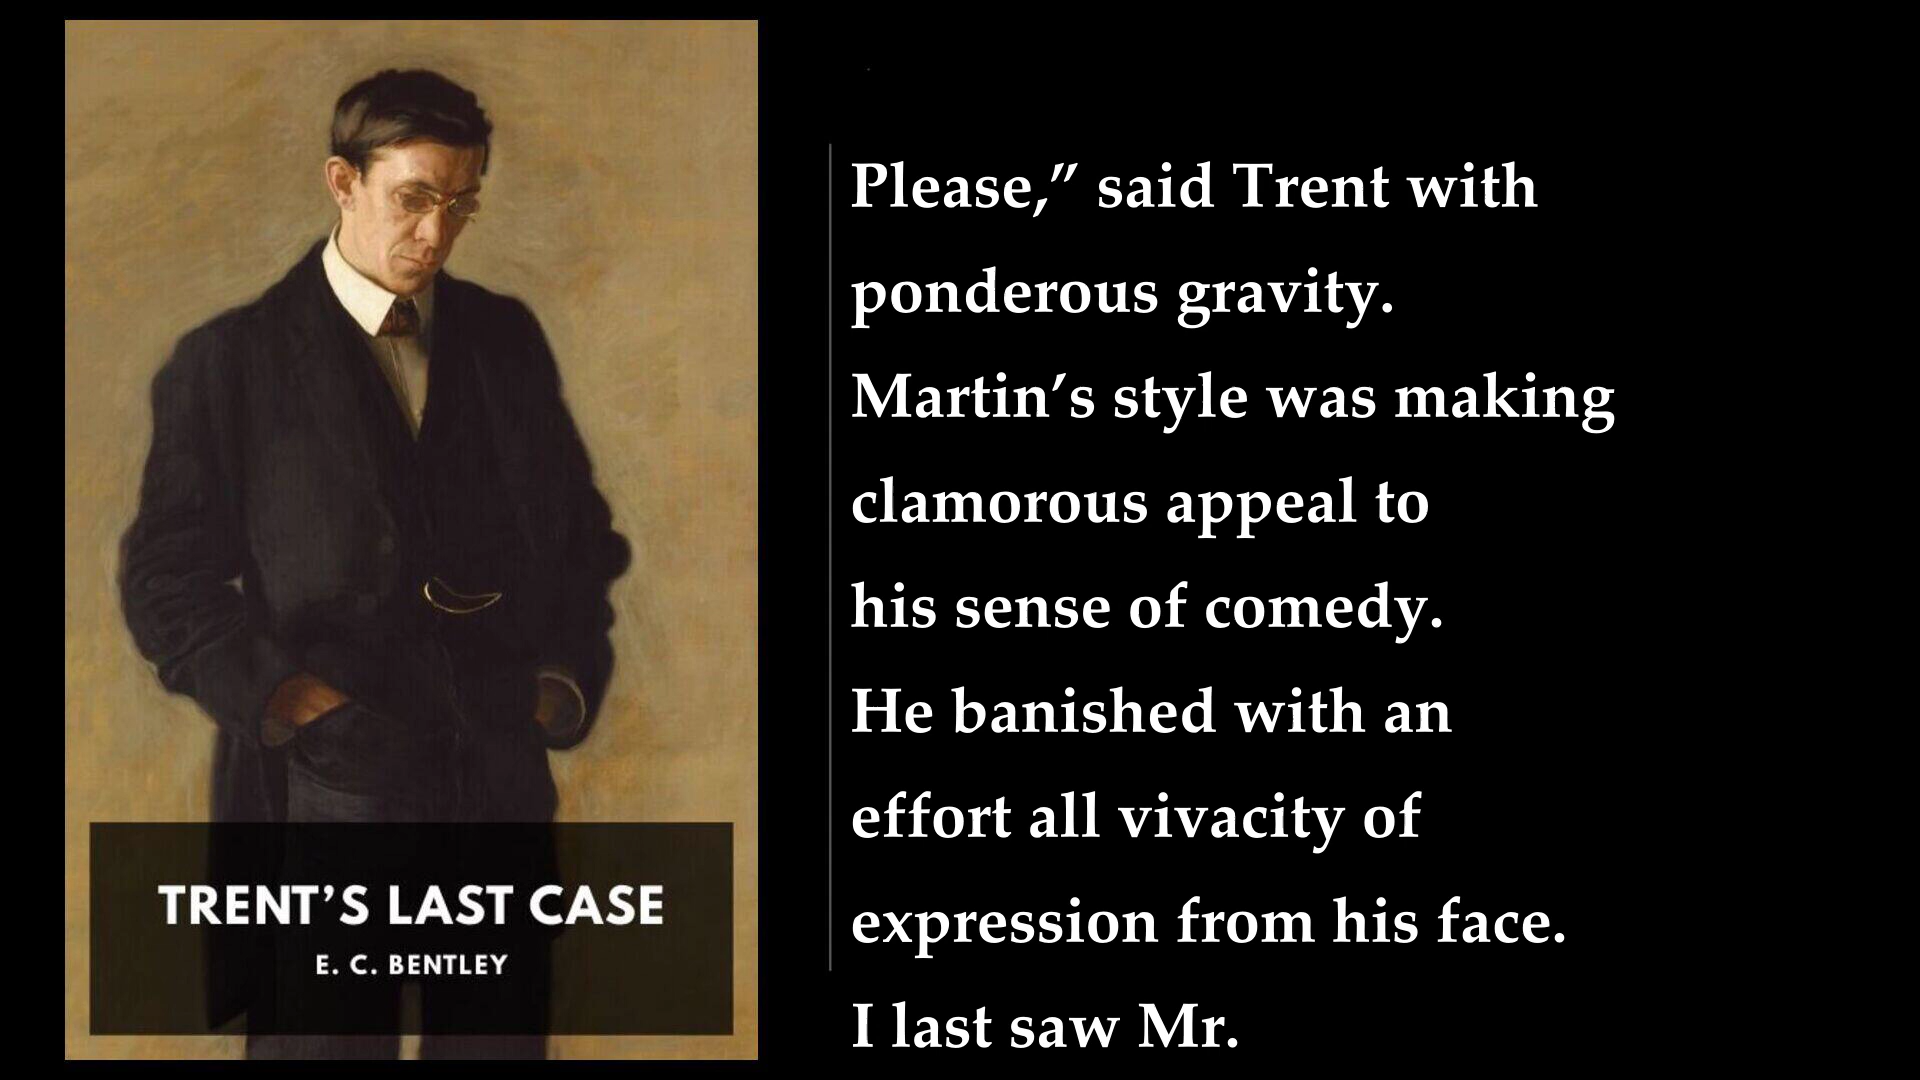 TRENT’S LAST CASE
E. C. BENTLEY
Please,” said Trent with
ponderous gravity.
Martin’s style was making
clamorous appeal to
his sense of comedy.
He banished with an
effort all vivacity of
expression from his face.
I last saw Mr.